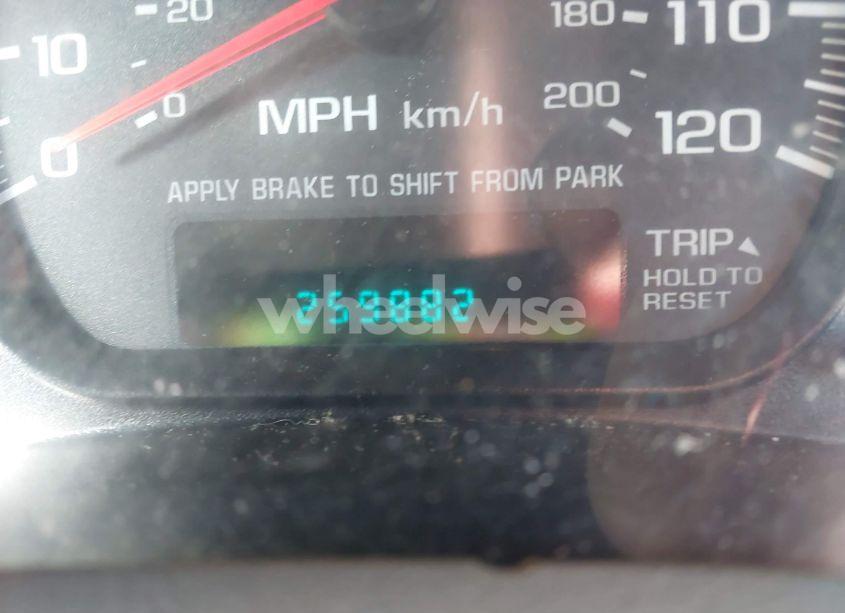 20
180
110
10
0
MPH km/h
200
120
0
APPLY BRAKE TO SHIFT FROM PARK
TRIP
HOLD TO
RESET
wheelwise